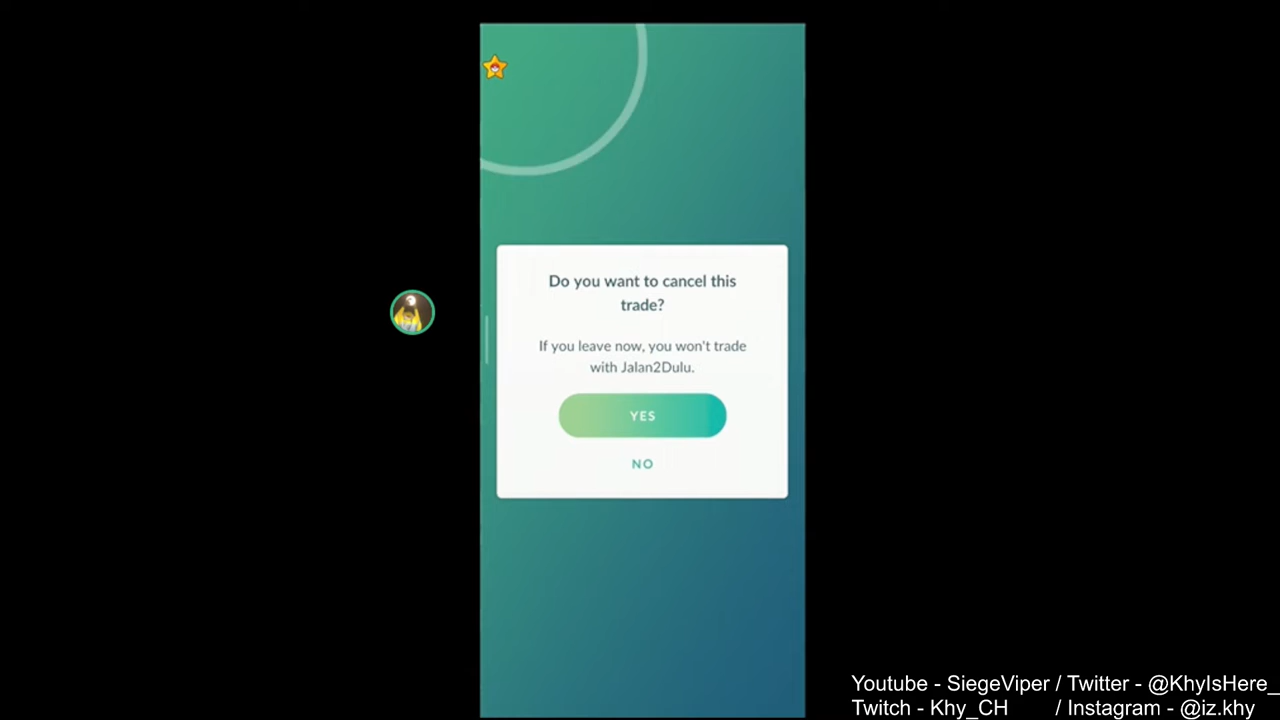 Do you want to cancel this
trade?
If you leave now, you won't trade
with Jalan2Dulu.
YES
NO
Youtube - SiegeViper / Twitter - @KhyIsHere_
Twitch - Khy_CH / Instagram - @iz.khy